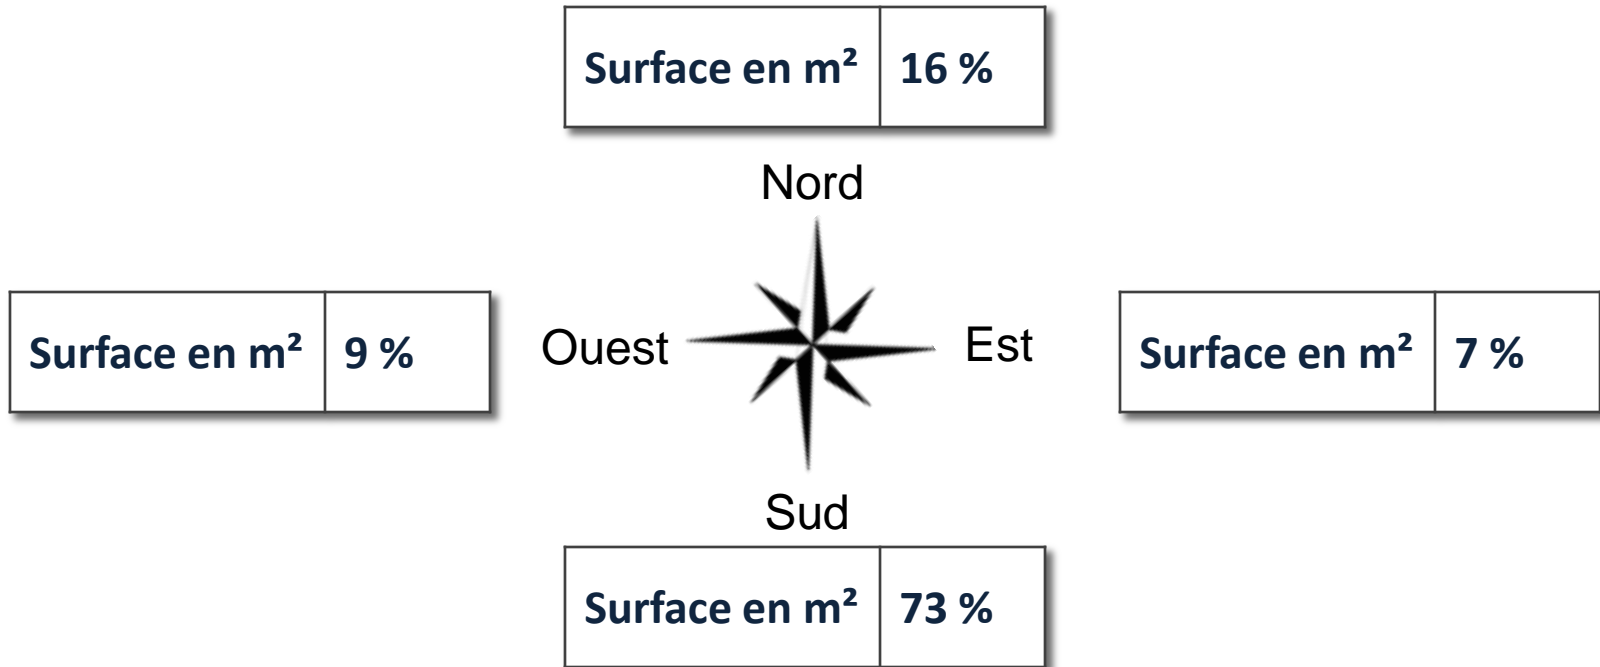 Surface en m² 16 %
Nord
Surface en m² 9 %
Ouest
Est
Surface en m² 7 %
Sud
Surface en m² 73 %